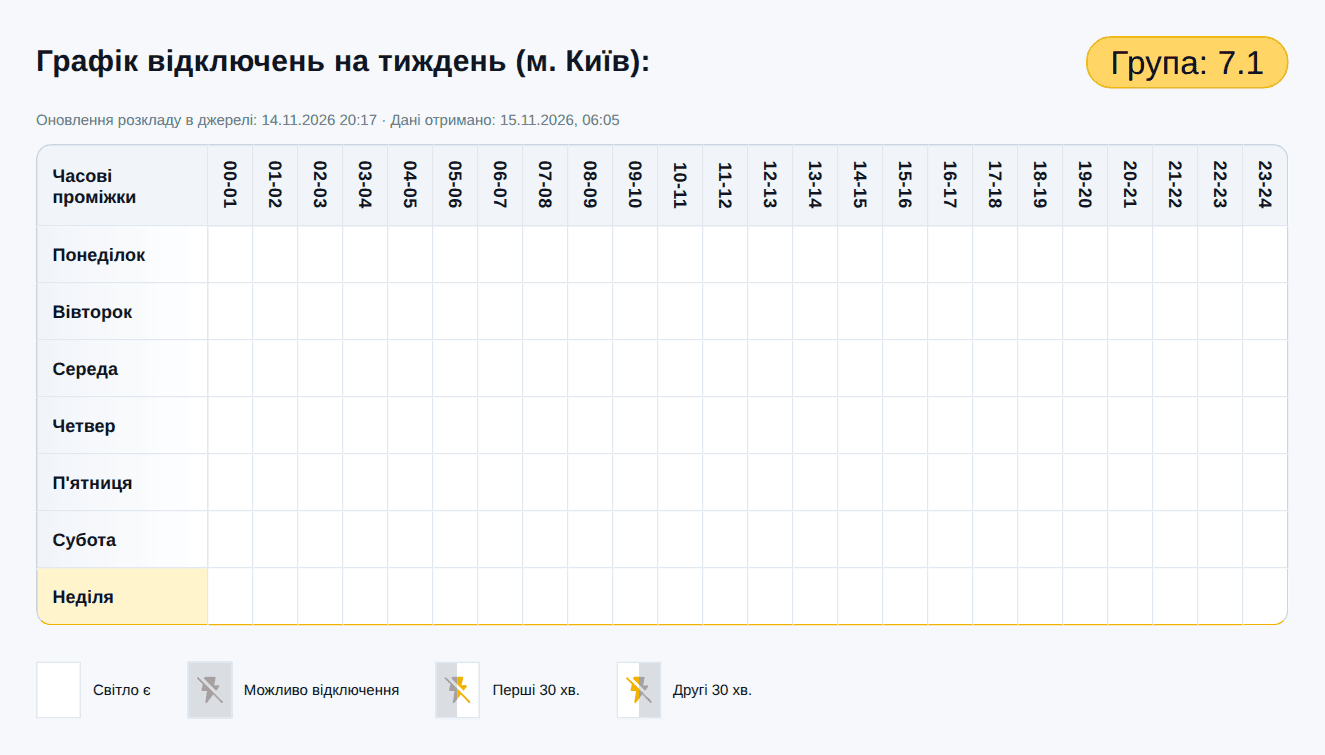 Графік відключень на тиждень (м. Київ):
Група: 7.1
Оновлення розкладу в джерелі: 14.11.2026 20:17 · Дані отримано: 15.11.2026, 06:05
Часові
проміжки
00-01
01-02
02-03
03-04
04-05
05-06
06-07
07-08
08-09
09-10
10-11
11-12
12-13
13-14
14-15
15-16
16-17
17-18
18-19
19-20
20-21
21-22
22-23
23-24
Понеділок
Вівторок
Середа
Четвер
П'ятниця
Субота
Неділя
Світло є
Можливо відключення
Перші 30 хв.
Другі 30 хв.